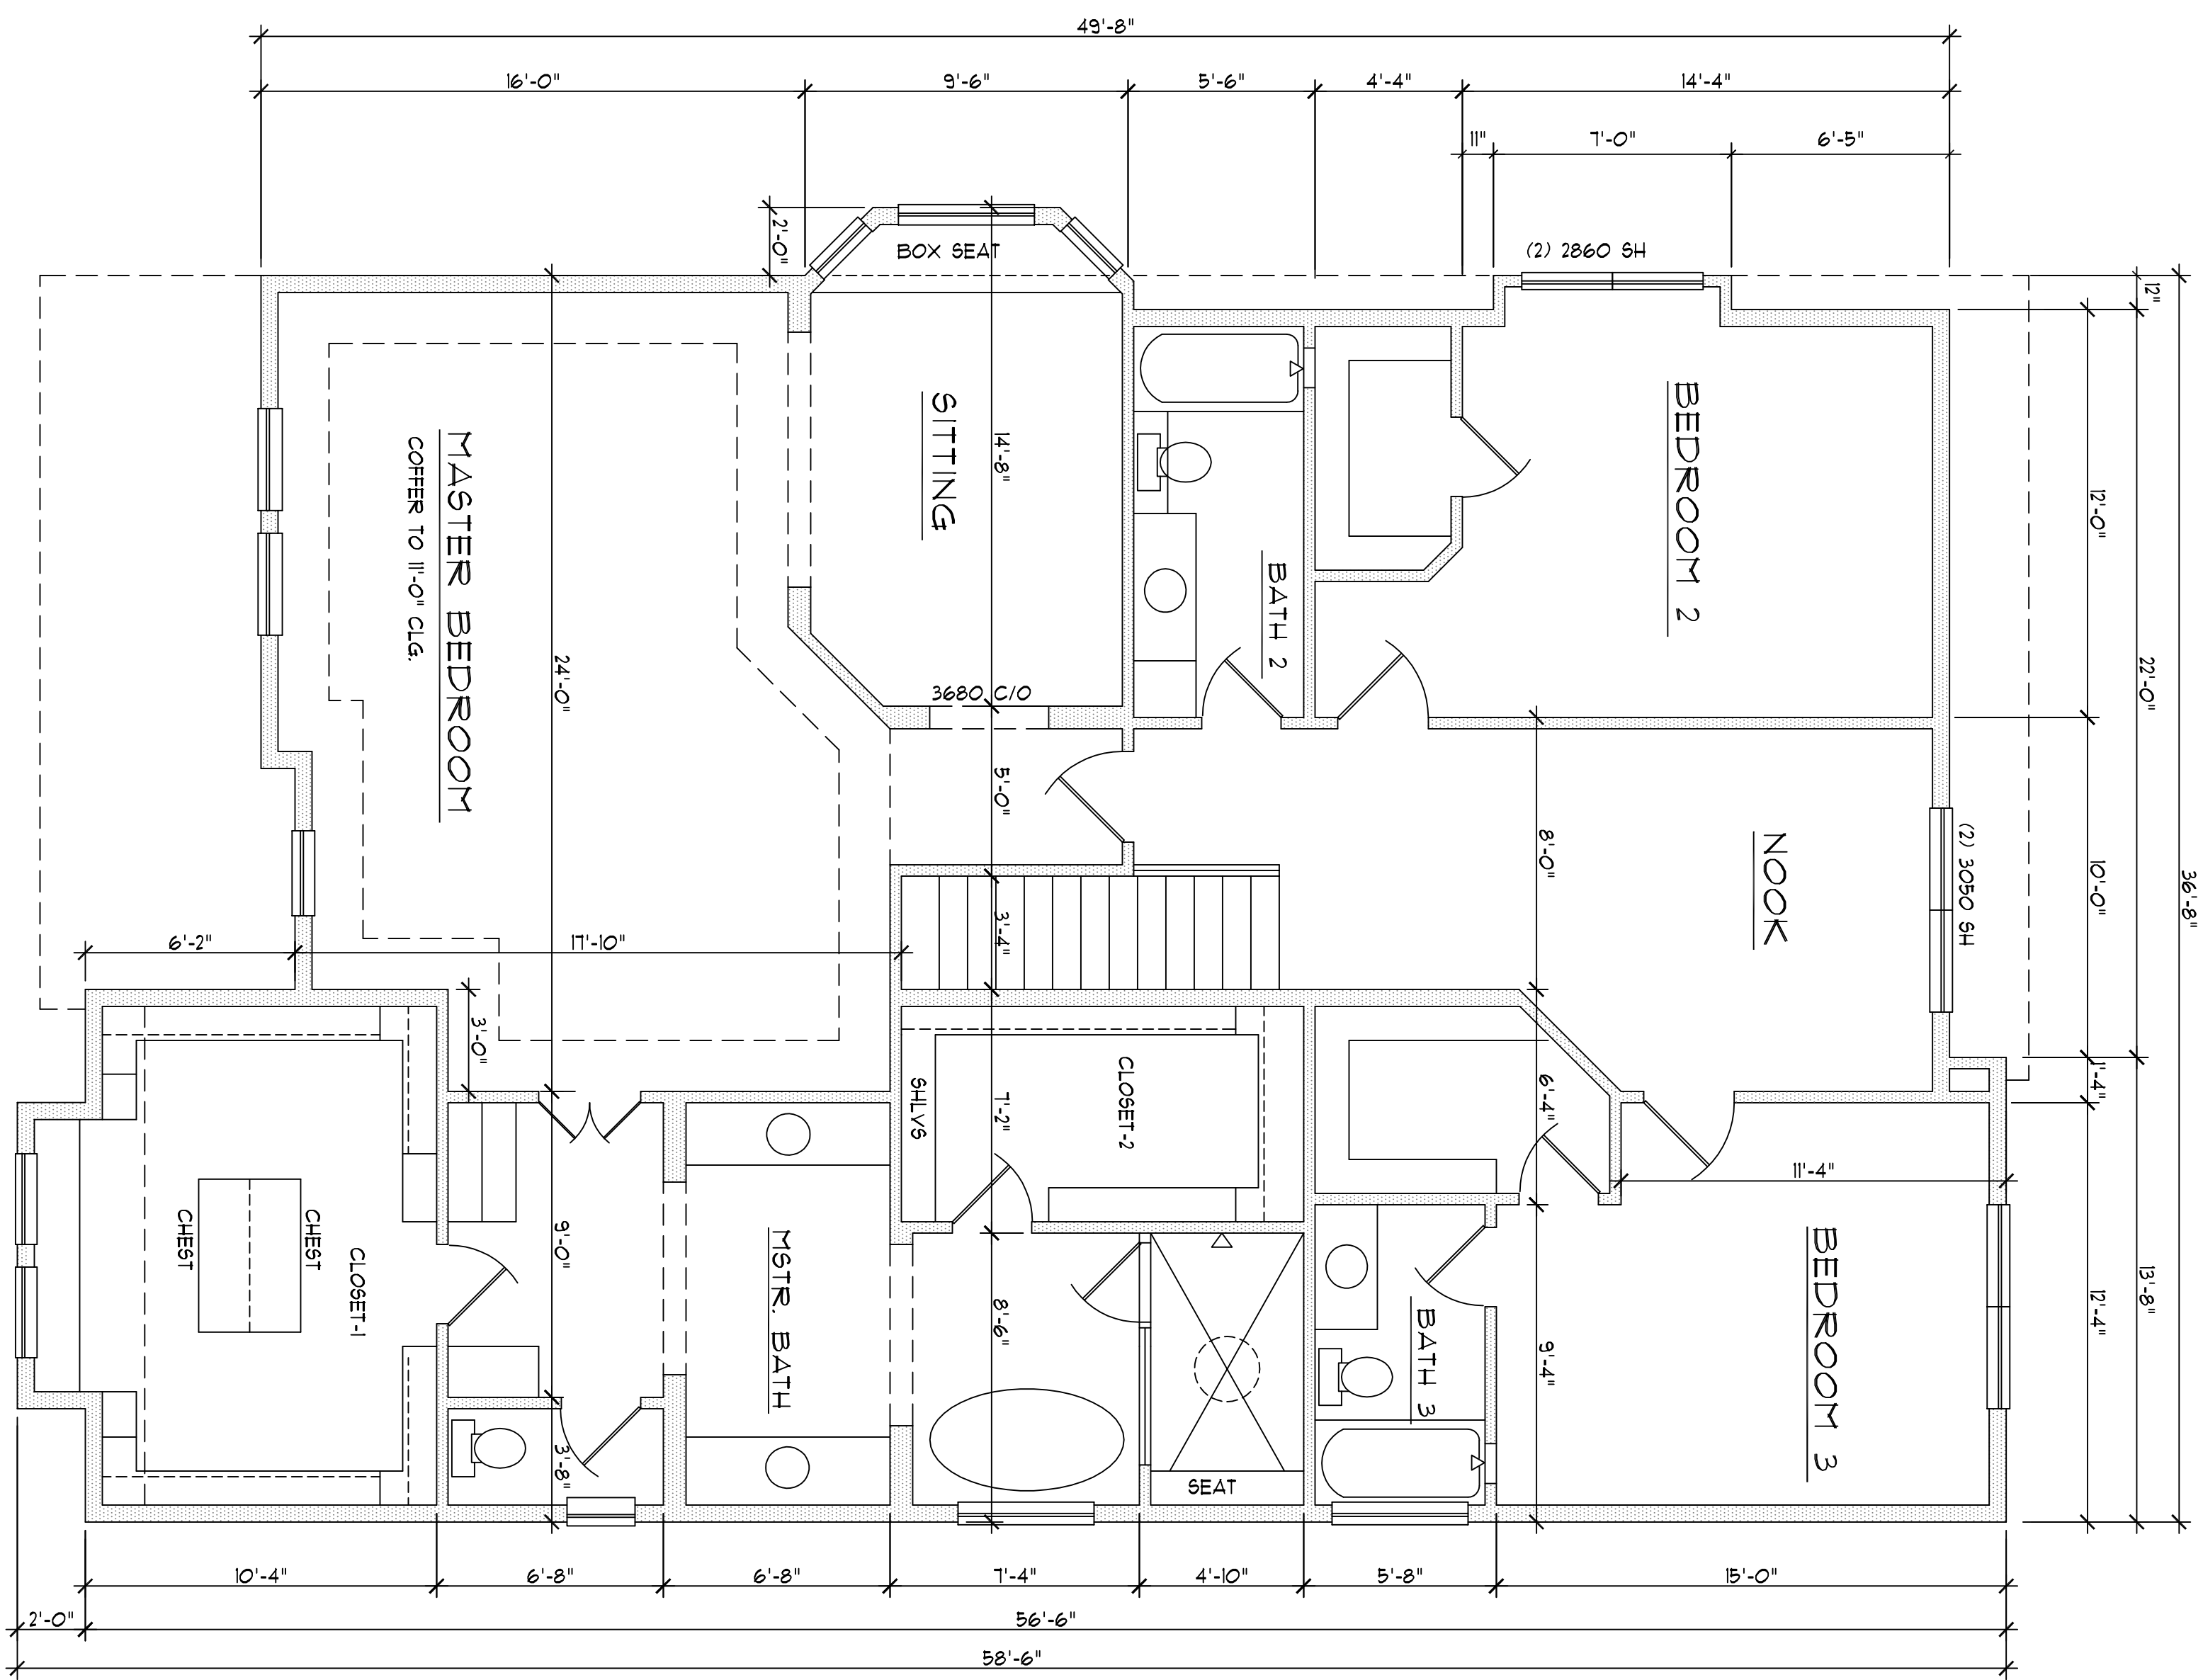 49'-8"
16'-0"
9'-6"
5'-6"
4'-4"
14'-4"
11"
7'-0"
6'-5"
2'-0"
BOX SEAT
(2) 2860 SH
12"
SITTING
14'-8"
BEDROOM 2
BATH 2
MASTER BEDROOM
COFFER TO 11'-0" CLG.
24'-0"
3680 C/O
12'-0"
22'-0"
36'-8"
5'-0"
8'-0"
NOOK
(2) 3050 SH
10'-0"
6'-2"
17'-10"
3'-4"
3'-0"
SHLVS
7'-2"
CLOSET-2
6'-4"
1'-4"
11'-4"
CHEST
CHEST
CLOSET-1
9'-0"
MSTR. BATH
8'-6"
BATH 3
9'-4"
BEDROOM 3
12'-4"
13'-8"
3'-8"
SEAT
10'-4"
6'-8"
6'-8"
7'-4"
4'-10"
5'-8"
15'-0"
2'-0"
56'-6"
58'-6"